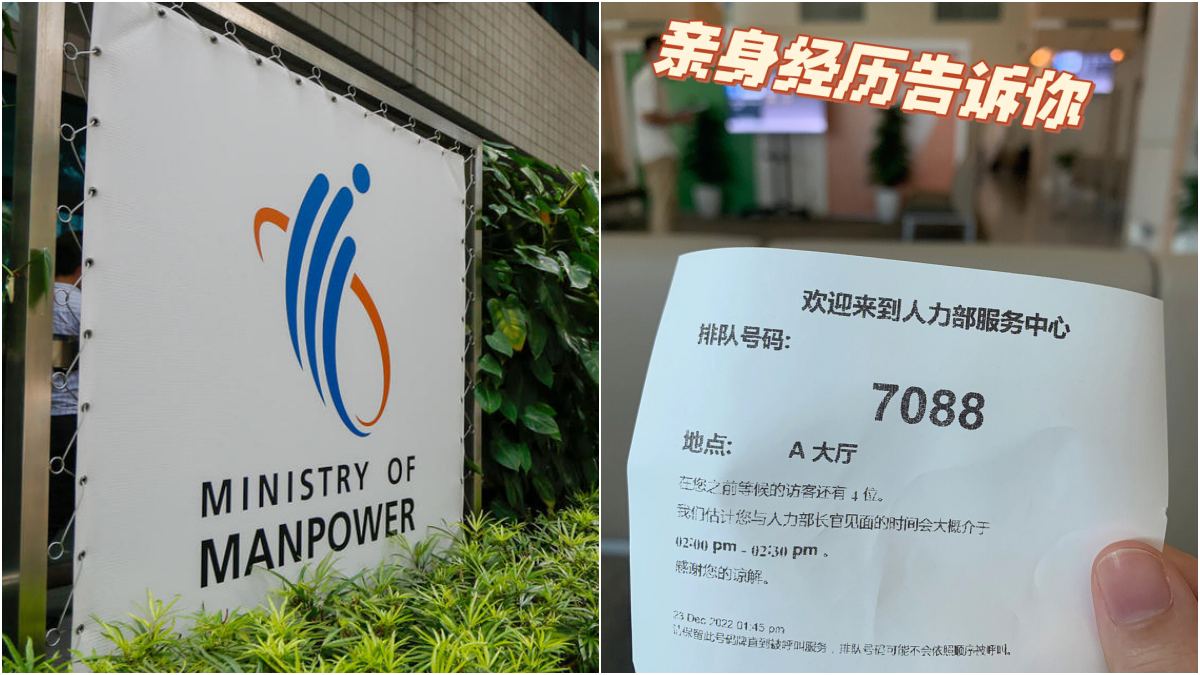 MINISTRY OF
MANPOWER
亲身经历告诉你
欢迎来到人力部服务中心
排队号码:
7088
地点: A 大厅
在您之前等候的访客还有 4 位。
我们估计您与人力部长官见面的时间会大概介于
02:00 pm - 02:30 pm 。
感谢您的谅解。
23 Dec 2022 01:45 pm
请保留此号码牌直到被呼叫服务，排队号码可能不会依照顺序被呼叫。